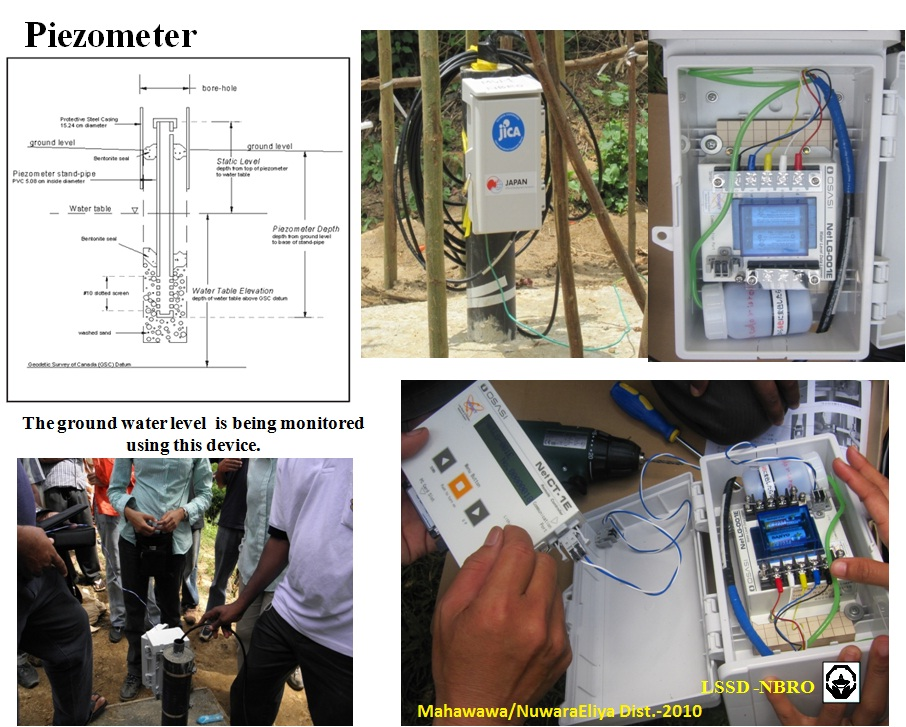 Piezometer
bore-hole
Protective Steel Casing
15.24 cm diameter
ground level
ground level
Bentonite seal
Static Level
depth from top of piezometer
to water table
Piezometer stand-pipe
PVC 5.08 cm inside diameter
Water table
Piezometer Depth
depth from ground level
to base of stand-pipe
Bentonite seal
#10 slotted screen
Water Table Elevation
depth of water table above GSC datum
washed sand
Geodetic Survey of Canada (GSC) Datum
JICA
JAPAN
OSASI
NetLG-001E
The ground water level is being monitored
using this device.
OSASI
NetCT-1E
LSSD -NBRO
Mahawawa/NuwaraEliya Dist.-2010